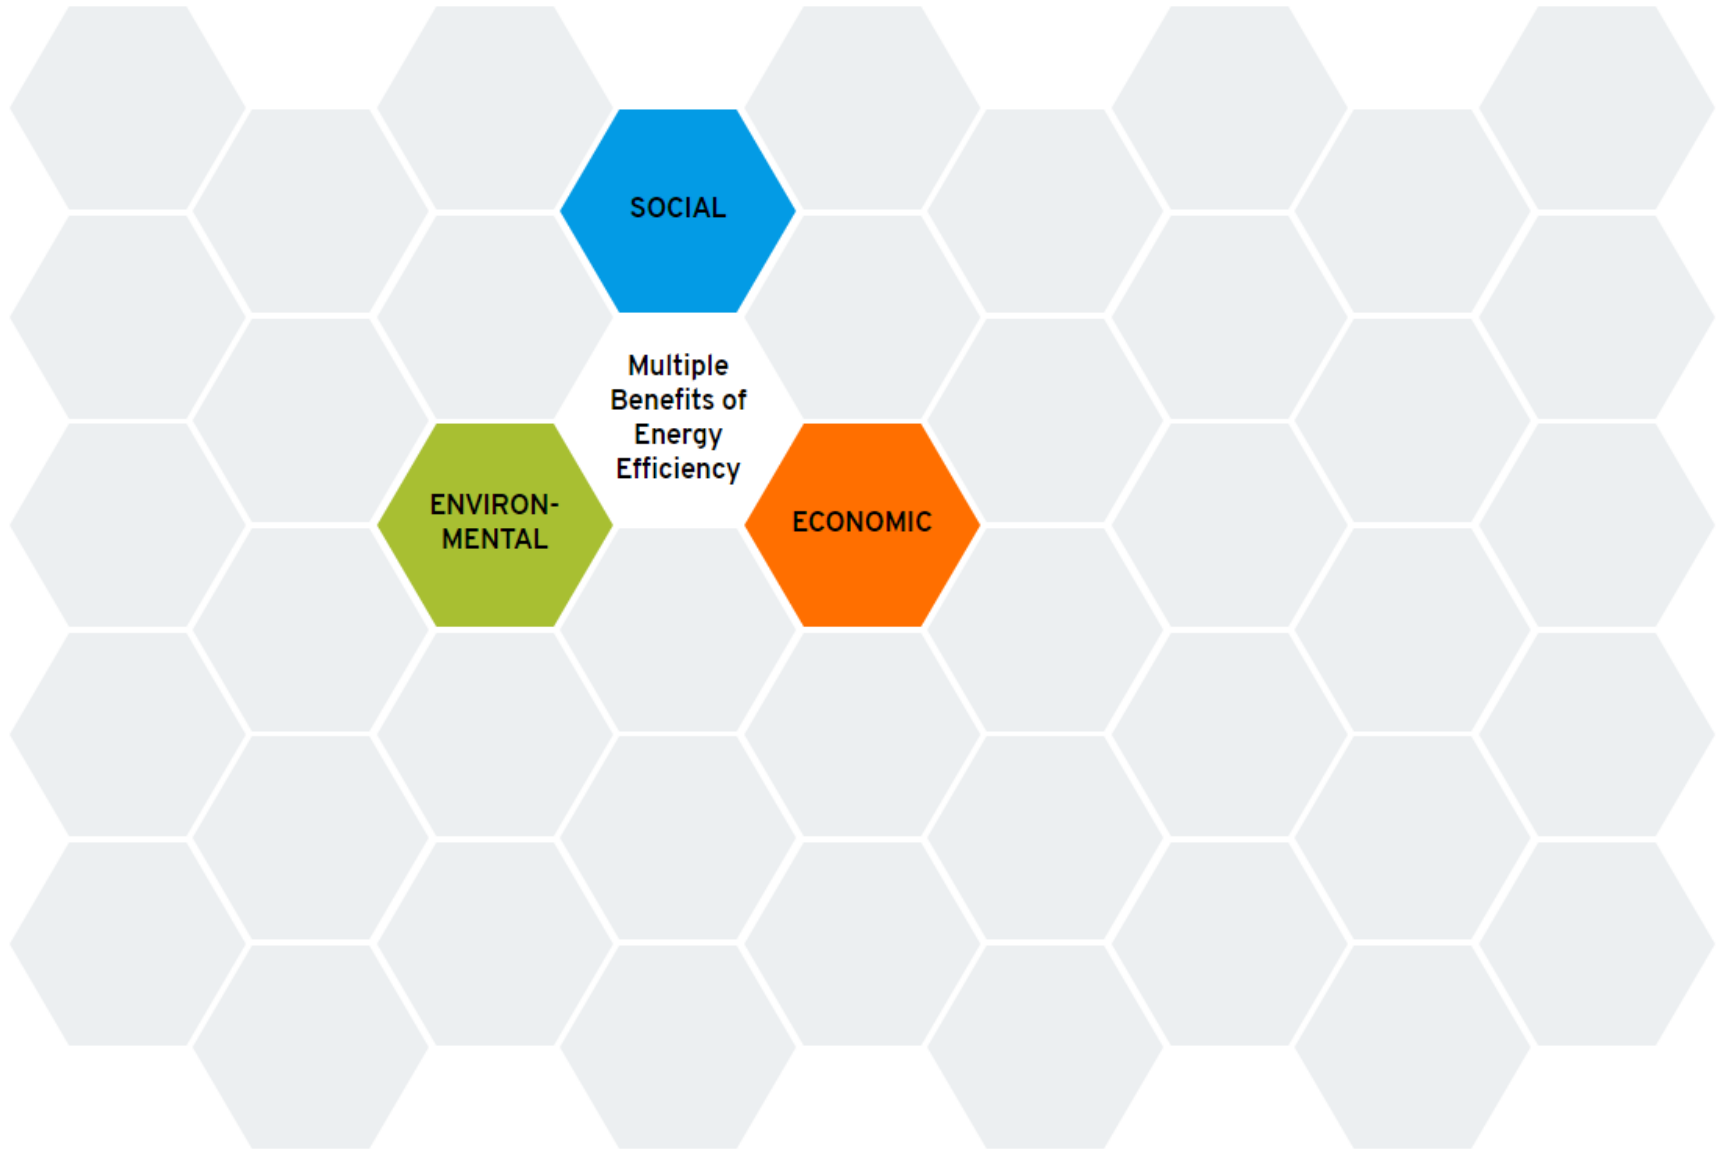 SOCIAL
Multiple
Benefits of
Energy
Efficiency
ENVIRON-
MENTAL
ECONOMIC